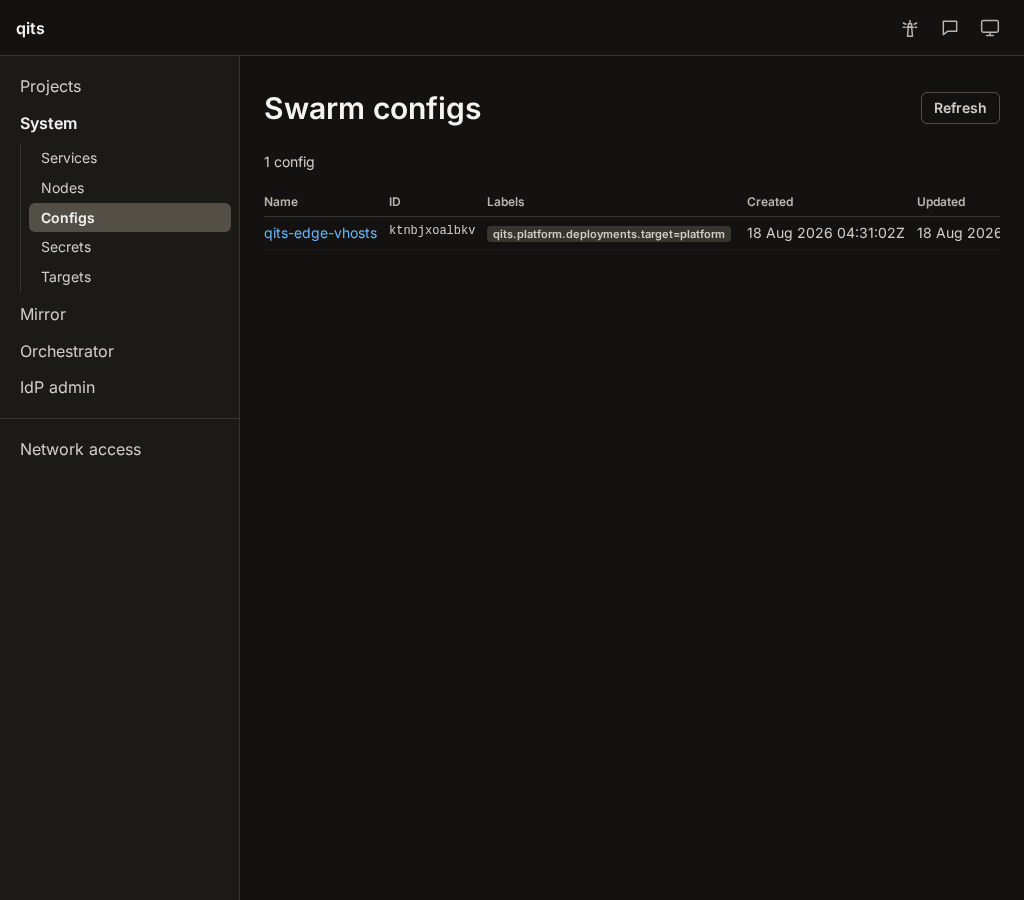 qits
Projects
System
Services
Nodes
Configs
Secrets
Targets
Mirror
Orchestrator
IdP admin
Network access
Swarm configs
Refresh
1 config
Name ID Labels Created Updated
qits-edge-vhosts ktnbjxoalbkv qits.platform.deployments.target=platform 18 Aug 2026 04:31:02Z 18 Aug 2026